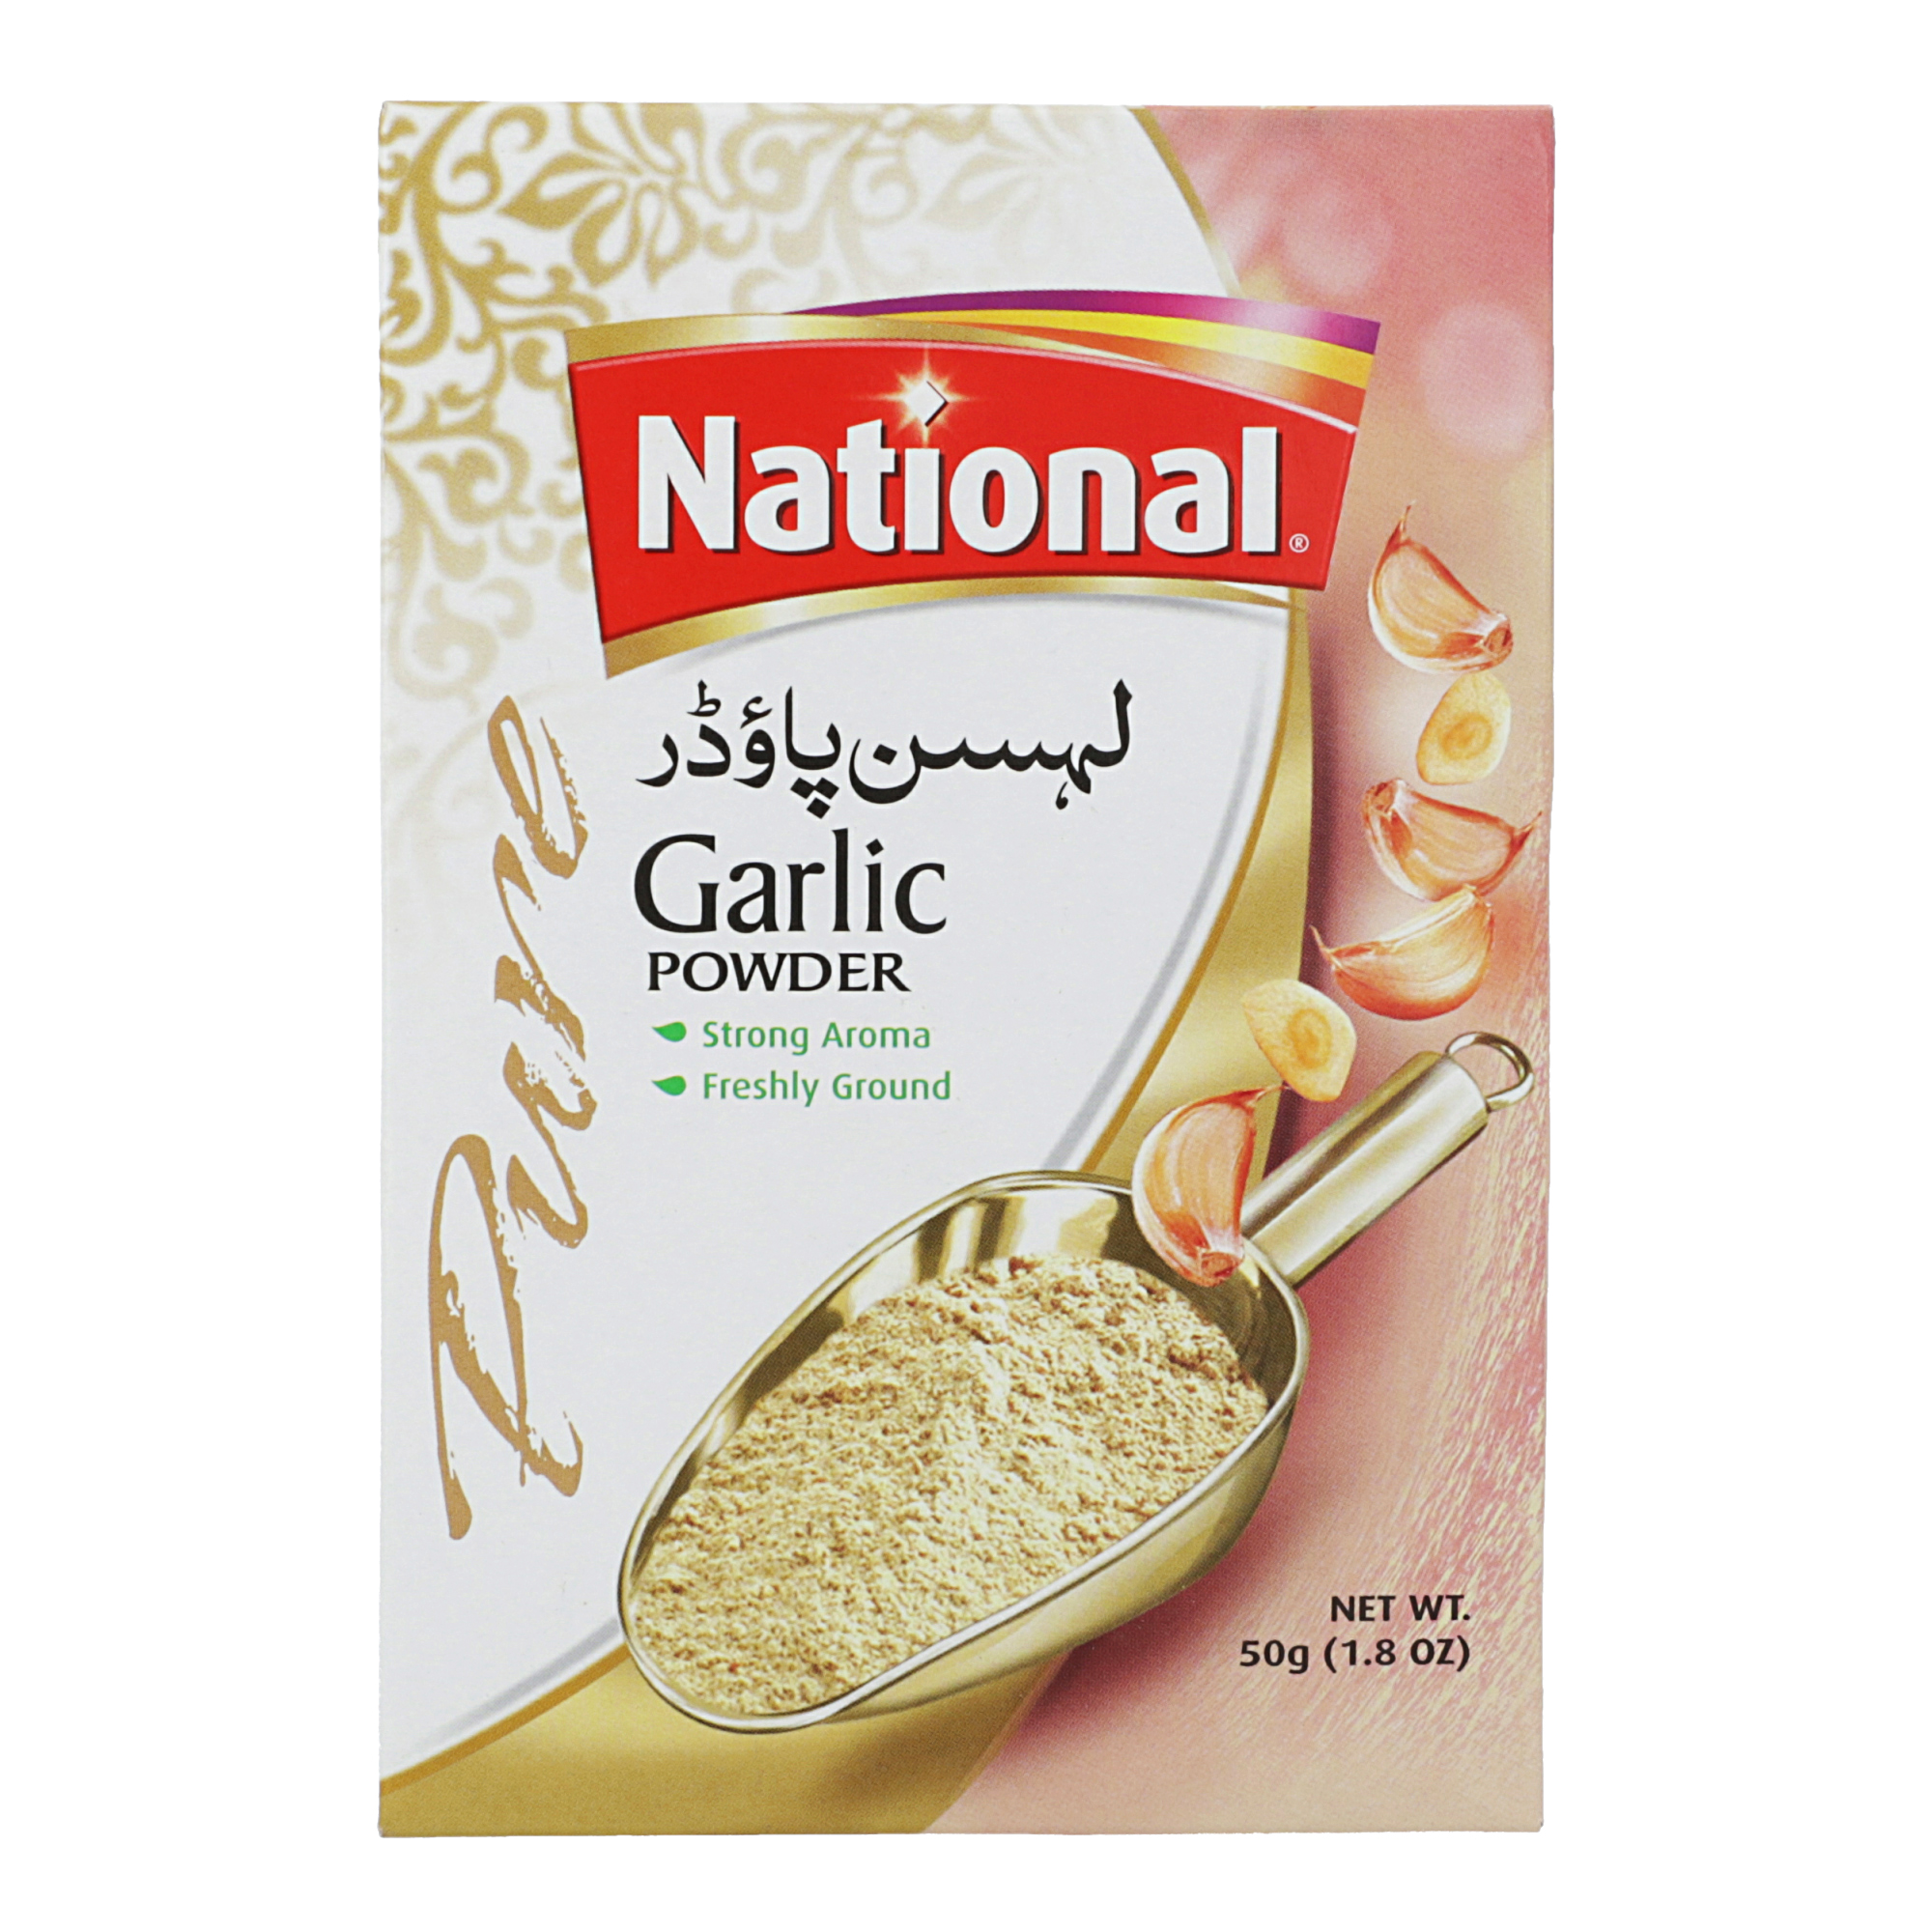 National®
لہسن پاؤڈر
Garlic
POWDER
Strong Aroma
Freshly Ground
Pure
NET WT.
50g (1.8 OZ)